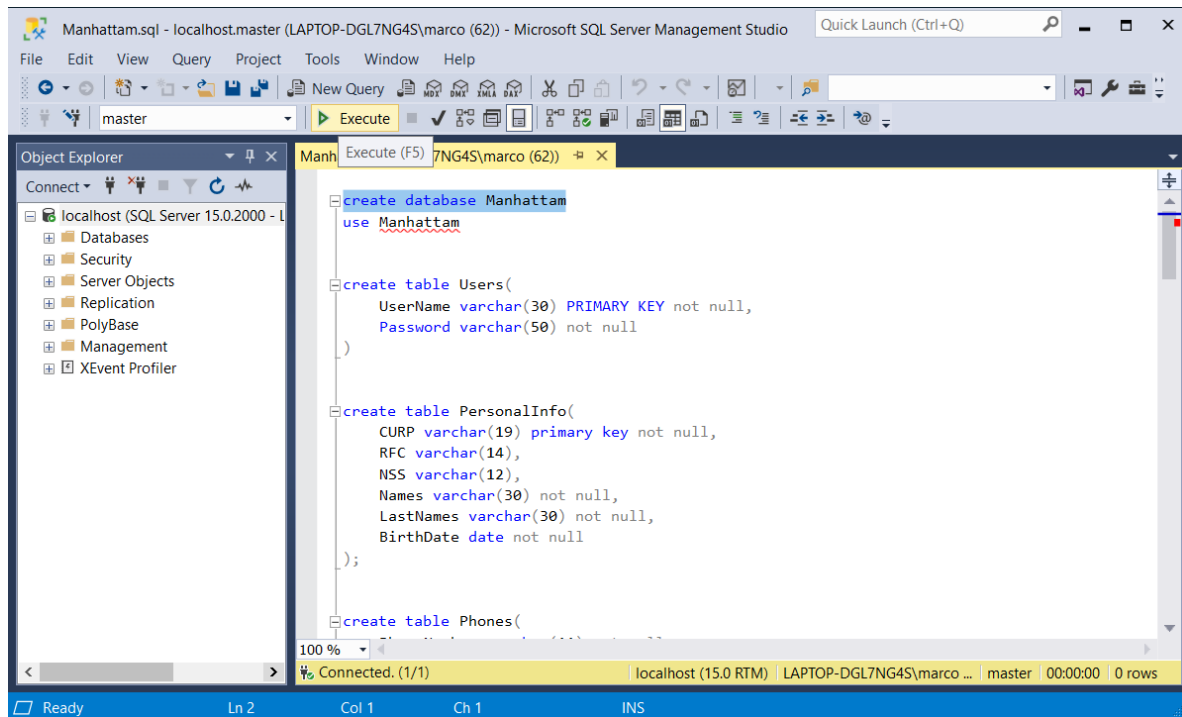 Manhattam.sql - localhost.master (LAPTOP-DGL7NG4S\marco (62)) - Microsoft SQL Server Management Studio
Quick Launch (Ctrl+Q)
File Edit View Query Project Tools Window Help
New Query MDX DMX XMLA DAX
master Execute
Execute (F5)
Object Explorer
Manh 7NG4S\marco (62))
Connect
localhost (SQL Server 15.0.2000 - L
Databases
Security
Server Objects
Replication
PolyBase
Management
XEvent Profiler
create database Manhattam
use Manhattam
create table Users(
UserName varchar(30) PRIMARY KEY not null,
Password varchar(50) not null
)
create table PersonalInfo(
CURP varchar(19) primary key not null,
RFC varchar(14),
NSS varchar(12),
Names varchar(30) not null,
LastNames varchar(30) not null,
BirthDate date not null
);
create table Phones(
100 %
Connected. (1/1) localhost (15.0 RTM) LAPTOP-DGL7NG4S\marco ... master 00:00:00 0 rows
Ready Ln 2 Col 1 Ch 1 INS